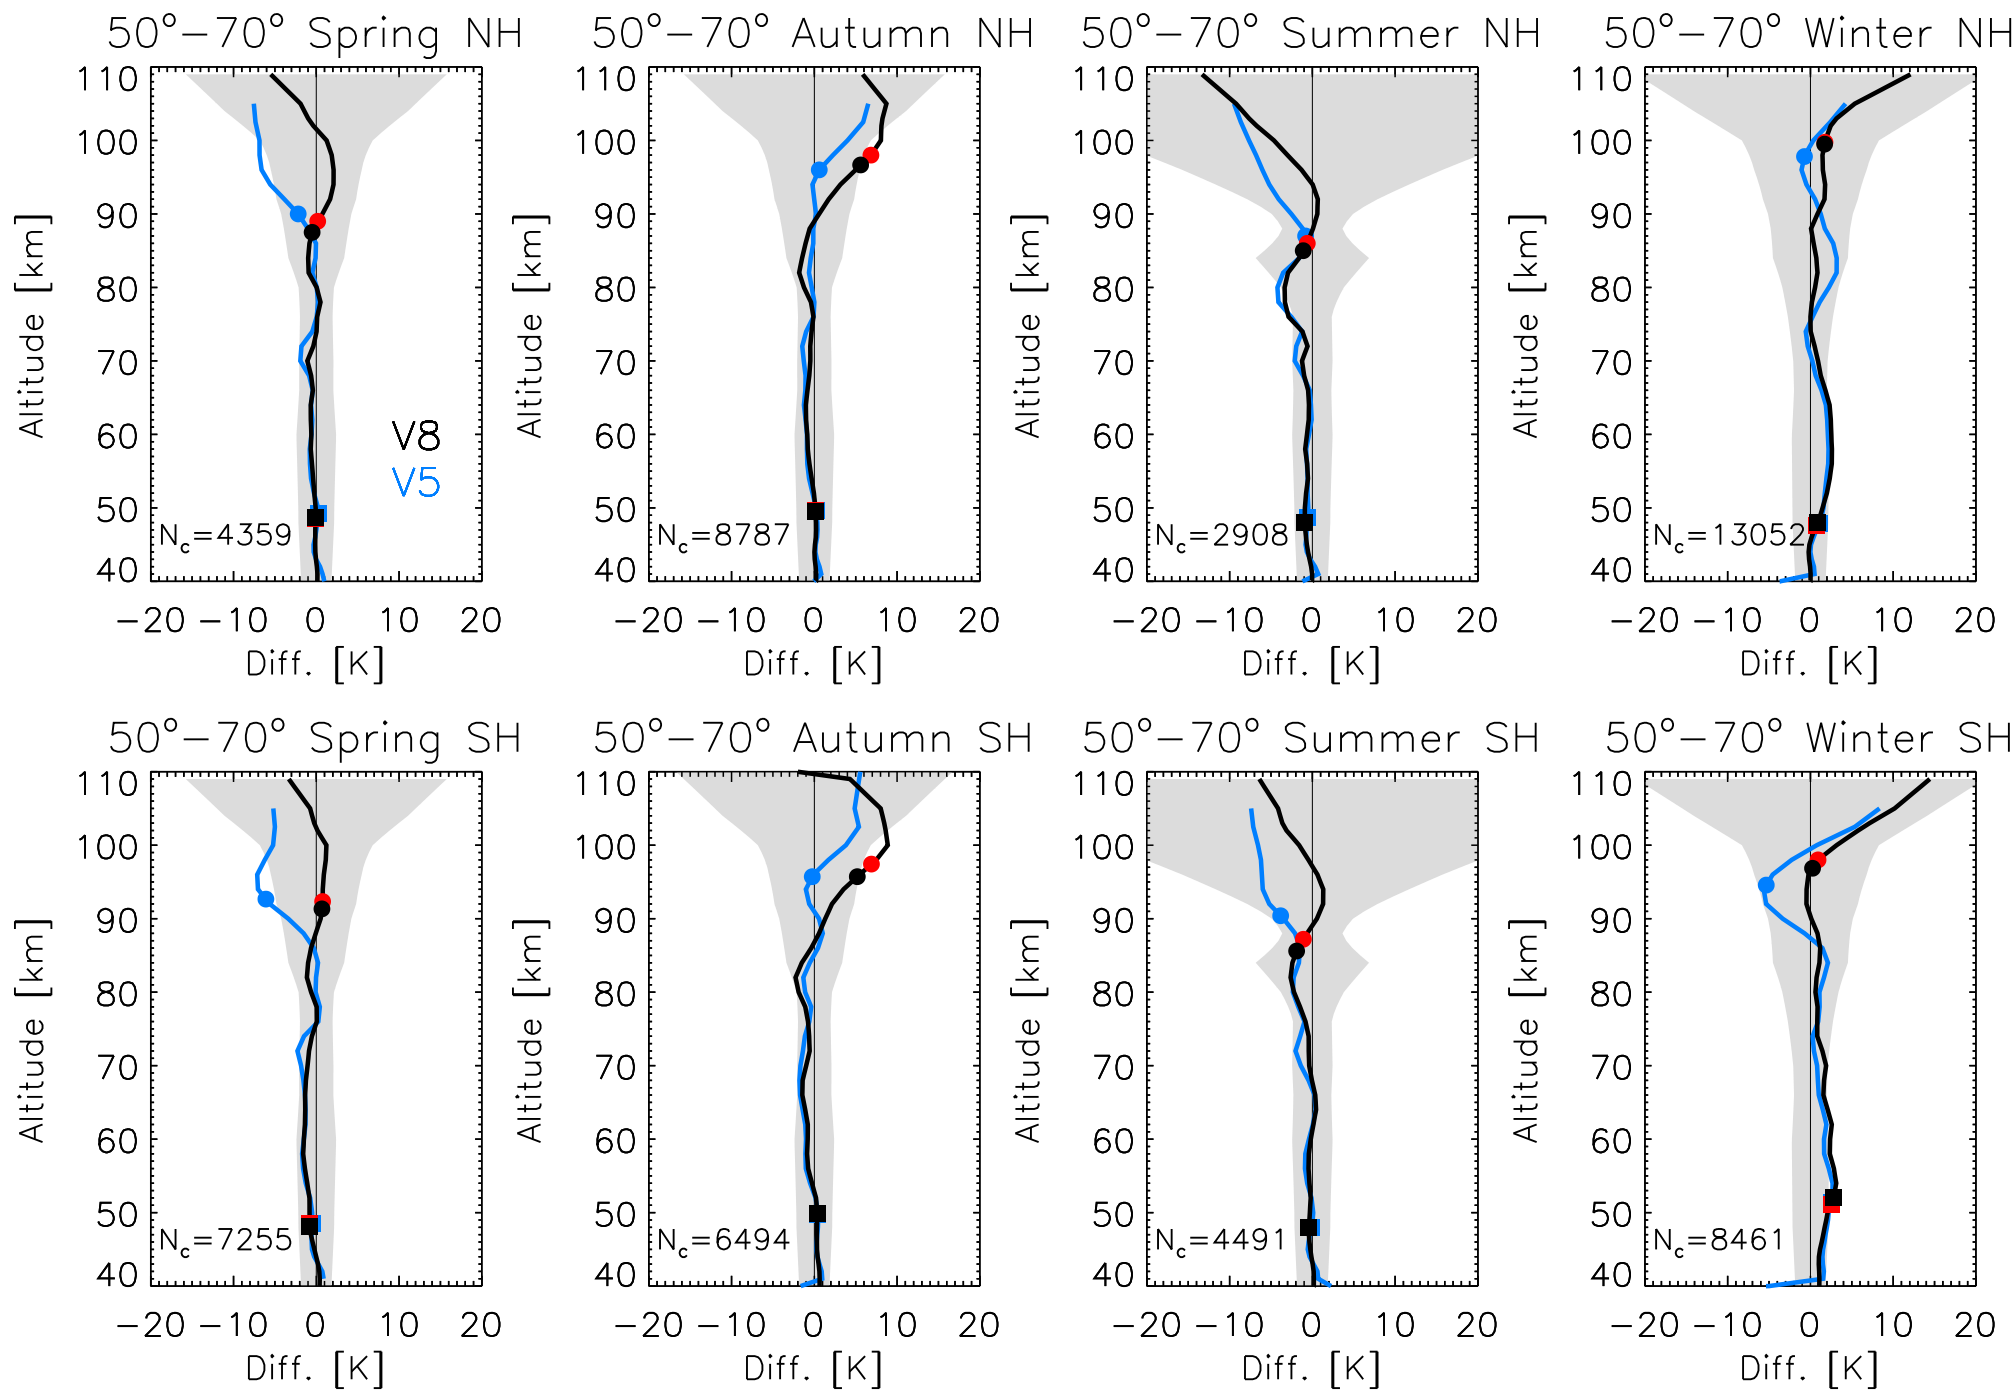 50°−70° Spring NH
50°−70° Autumn NH
50°−70° Summer NH
50°−70° Winter NH
110
100
90
80
70
60
50
40
Altitude [km]
V8
V5
N_c=4359
−20 −10 0 10 20
Diff. [K]
110
100
90
80
70
60
50
40
Altitude [km]
N_c=8787
−20 −10 0 10 20
Diff. [K]
110
100
90
80
70
60
50
40
Altitude [km]
N_c=2908
−20 −10 0 10 20
Diff. [K]
110
100
90
80
70
60
50
40
Altitude [km]
N_c=13052
−20 −10 0 10 20
Diff. [K]
50°−70° Spring SH
50°−70° Autumn SH
50°−70° Summer SH
50°−70° Winter SH
110
100
90
80
70
60
50
40
Altitude [km]
N_c=7255
−20 −10 0 10 20
Diff. [K]
110
100
90
80
70
60
50
40
Altitude [km]
N_c=6494
−20 −10 0 10 20
Diff. [K]
110
100
90
80
70
60
50
40
Altitude [km]
N_c=4491
−20 −10 0 10 20
Diff. [K]
110
100
90
80
70
60
50
40
Altitude [km]
N_c=8461
−20 −10 0 10 20
Diff. [K]